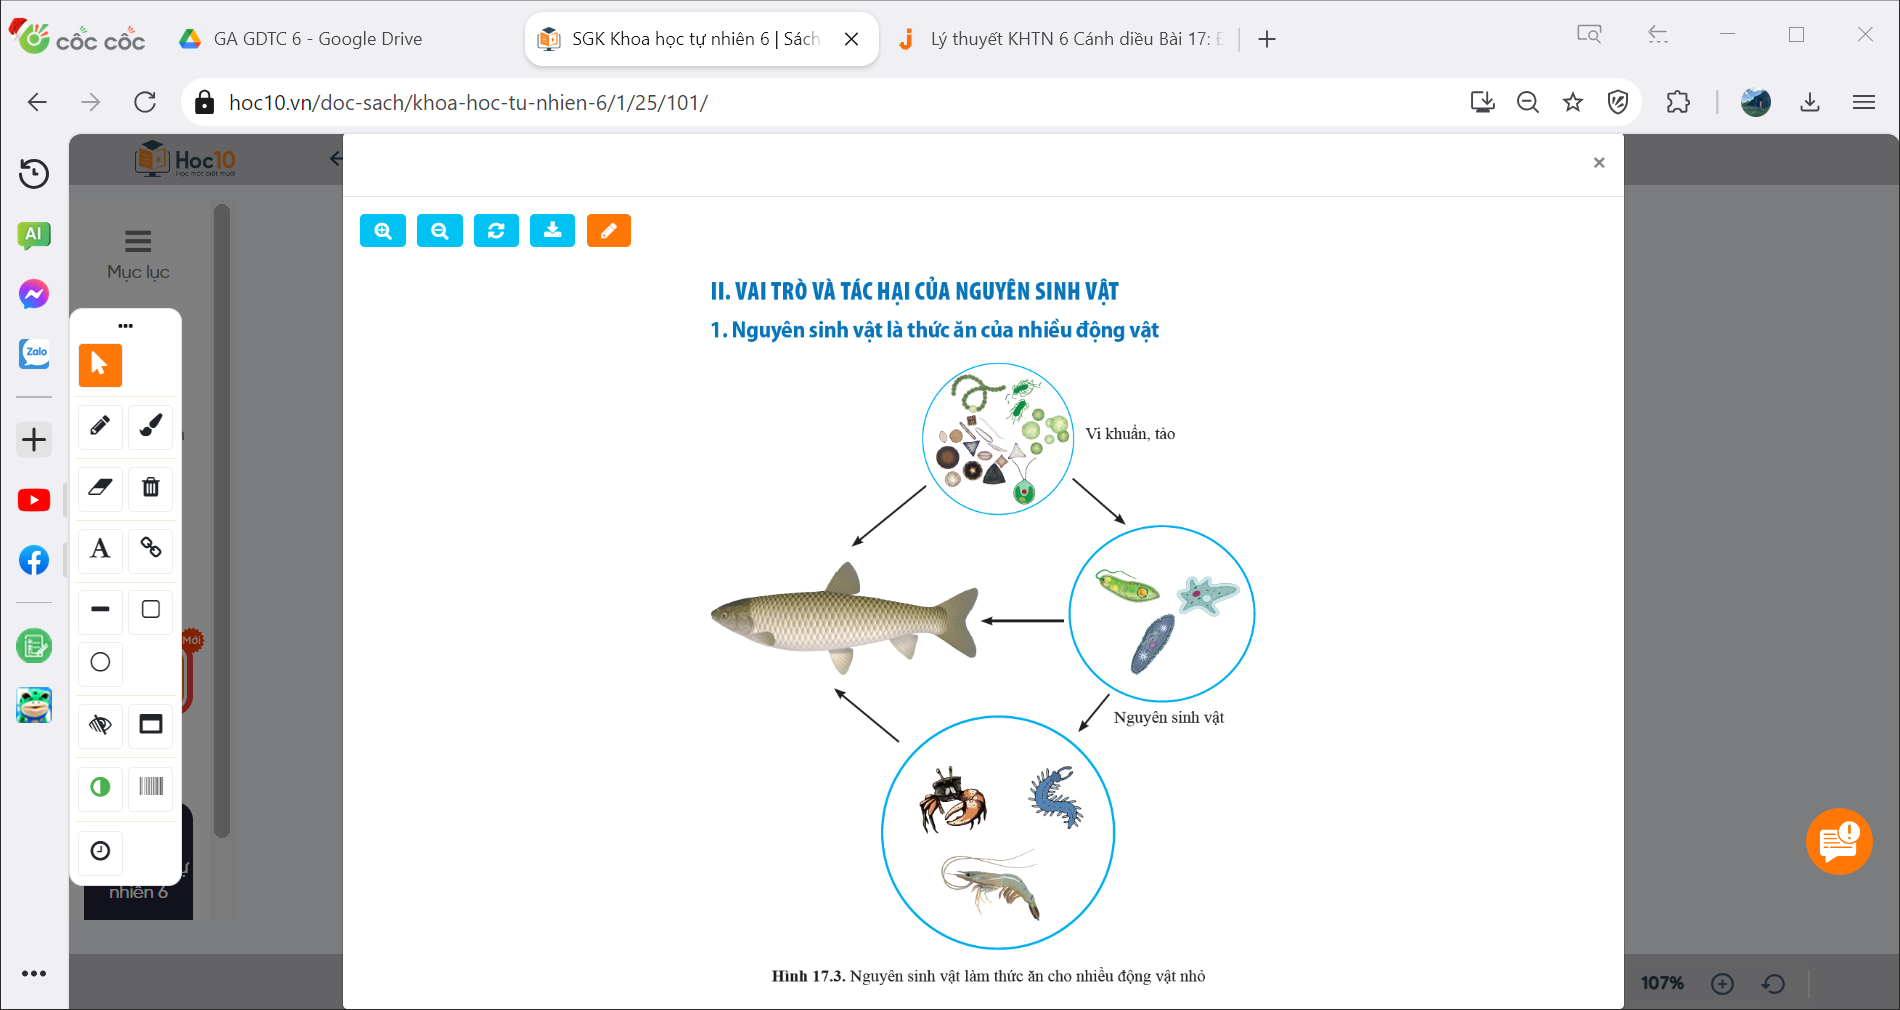 cốc cốc
GA GDTC 6 - Google Drive
SGK Khoa học tự nhiên 6 | Sách
Lý thuyết KHTN 6 Cánh diều Bài 17:
hoc10.vn/doc-sach/khoa-hoc-tu-nhien-6/1/25/101/
Hoc10
Học một biết mười
AI
Mục lục
Zalo
A
Mới
nhiên 6
II. VAI TRÒ VÀ TÁC HẠI CỦA NGUYÊN SINH VẬT
1. Nguyên sinh vật là thức ăn của nhiều động vật
Vi khuẩn, tảo
Nguyên sinh vật
Hình 17.3. Nguyên sinh vật làm thức ăn cho nhiều động vật nhỏ
107%